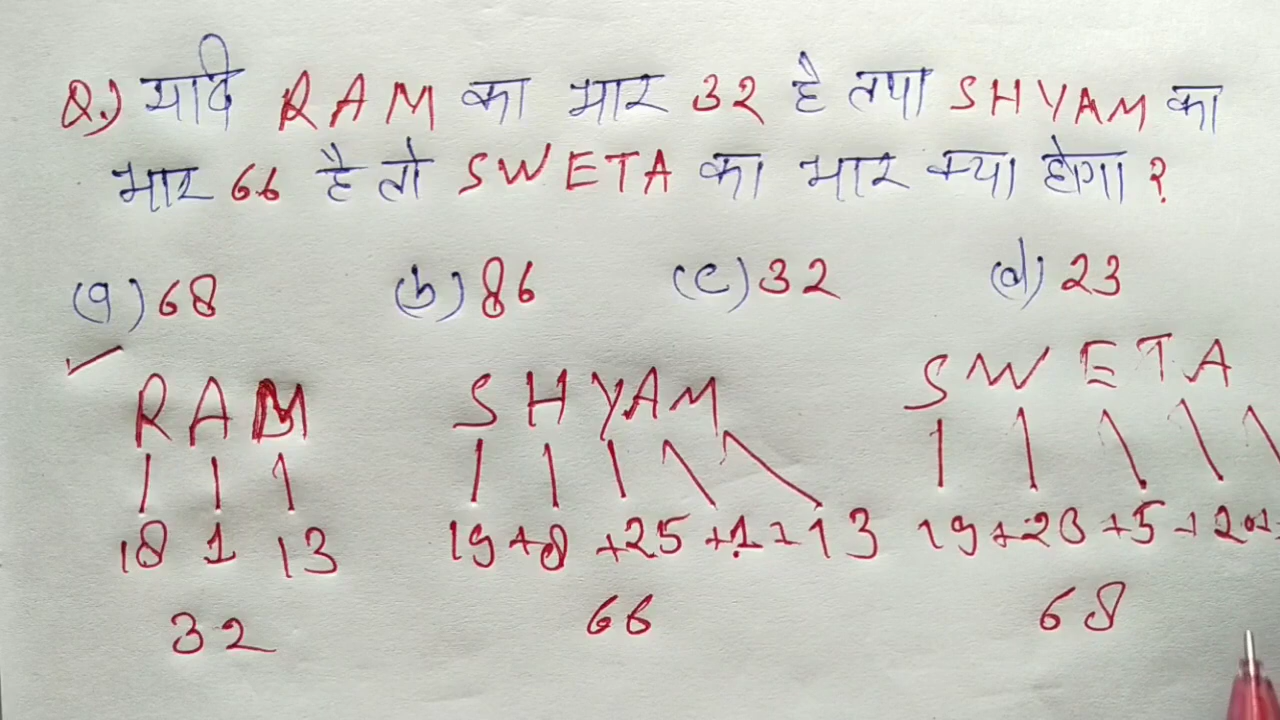 Q.) यदि RAM का भार 32 है तथा SHYAM का
भार 66 है तो SWETA का भार क्या होगा ?
(a) 68 (b) 86 (c) 32 (d) 23
RAM SHYAM SWETA
18 1 13 19+8+25+1+13 19+23+5+20+
32 66 68